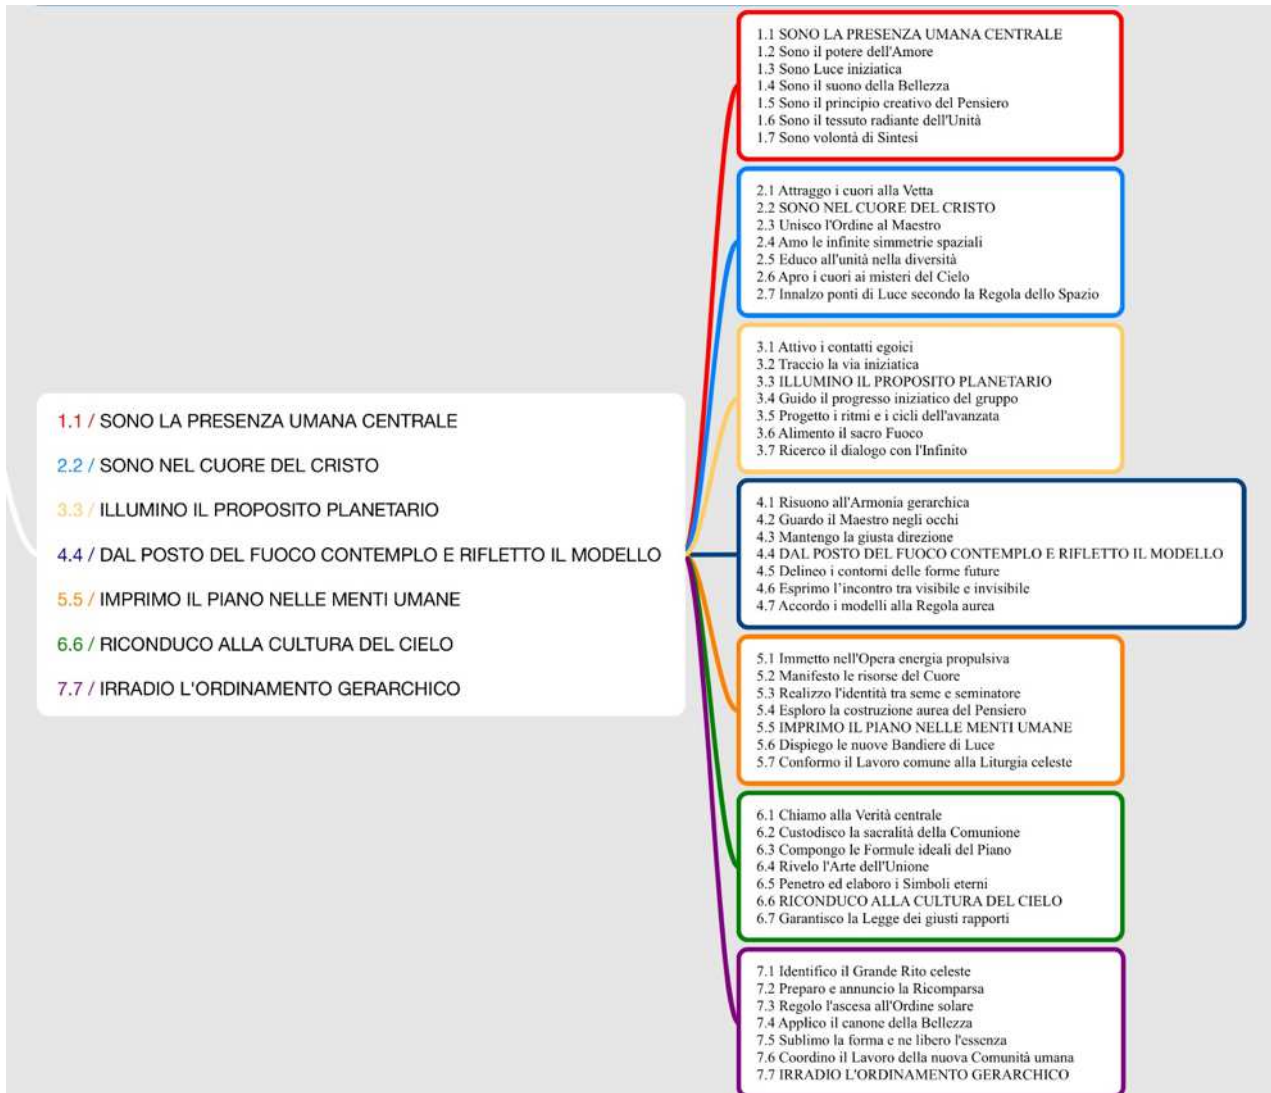 1.1 / SONO LA PRESENZA UMANA CENTRALE
2.2 / SONO NEL CUORE DEL CRISTO
3.3 / ILLUMINO IL PROPOSITO PLANETARIO
4.4 / DAL POSTO DEL FUOCO CONTEMPLO E RIFLETTO IL MODELLO
5.5 / IMPRIMO IL PIANO NELLE MENTI UMANE
6.6 / RICONDUCO ALLA CULTURA DEL CIELO
7.7 / IRRADIO L'ORDINAMENTO GERARCHICO
1.1 SONO LA PRESENZA UMANA CENTRALE
1.2 Sono il potere dell'Amore
1.3 Sono Luce iniziatica
1.4 Sono il suono della Bellezza
1.5 Sono il principio creativo del Pensiero
1.6 Sono il tessuto radiante dell'Unità
1.7 Sono volontà di Sintesi
2.1 Attraggo i cuori alla Vetta
2.2 SONO NEL CUORE DEL CRISTO
2.3 Unisco l'Ordine al Maestro
2.4 Amo le infinite simmetrie spaziali
2.5 Educo all'unità nella diversità
2.6 Apro i cuori ai misteri del Cielo
2.7 Innalzo ponti di Luce secondo la Regola dello Spazio
3.1 Attivo i contatti egoici
3.2 Traccio la via iniziatica
3.3 ILLUMINO IL PROPOSITO PLANETARIO
3.4 Guido il progresso iniziatico del gruppo
3.5 Progetto i ritmi e i cicli dell'avanzata
3.6 Alimento il sacro Fuoco
3.7 Ricerco il dialogo con l'Infinito
4.1 Risuono all'Armonia gerarchica
4.2 Guardo il Maestro negli occhi
4.3 Mantengo la giusta direzione
4.4 DAL POSTO DEL FUOCO CONTEMPLO E RIFLETTO IL MODELLO
4.5 Delineo i contorni delle forme future
4.6 Esprimo l’incontro tra visibile e invisibile
4.7 Accordo i modelli alla Regola aurea
5.1 Immetto nell'Opera energia propulsiva
5.2 Manifesto le risorse del Cuore
5.3 Realizzo l'identità tra seme e seminatore
5.4 Esploro la costruzione aurea del Pensiero
5.5 IMPRIMO IL PIANO NELLE MENTI UMANE
5.6 Dispiego le nuove Bandiere di Luce
5.7 Conformo il Lavoro comune alla Liturgia celeste
6.1 Chiamo alla Verità centrale
6.2 Custodisco la sacralità della Comunione
6.3 Compongo le Formule ideali del Piano
6.4 Rivelo l'Arte dell'Unione
6.5 Penetro ed elaboro i Simboli eterni
6.6 RICONDUCO ALLA CULTURA DEL CIELO
6.7 Garantisco la Legge dei giusti rapporti
7.1 Identifico il Grande Rito celeste
7.2 Preparo e annuncio la Ricomparsa
7.3 Regolo l'ascesa all'Ordine solare
7.4 Applico il canone della Bellezza
7.5 Sublimo la forma e ne libero l'essenza
7.6 Coordino il Lavoro della nuova Comunità umana
7.7 IRRADIO L'ORDINAMENTO GERARCHICO